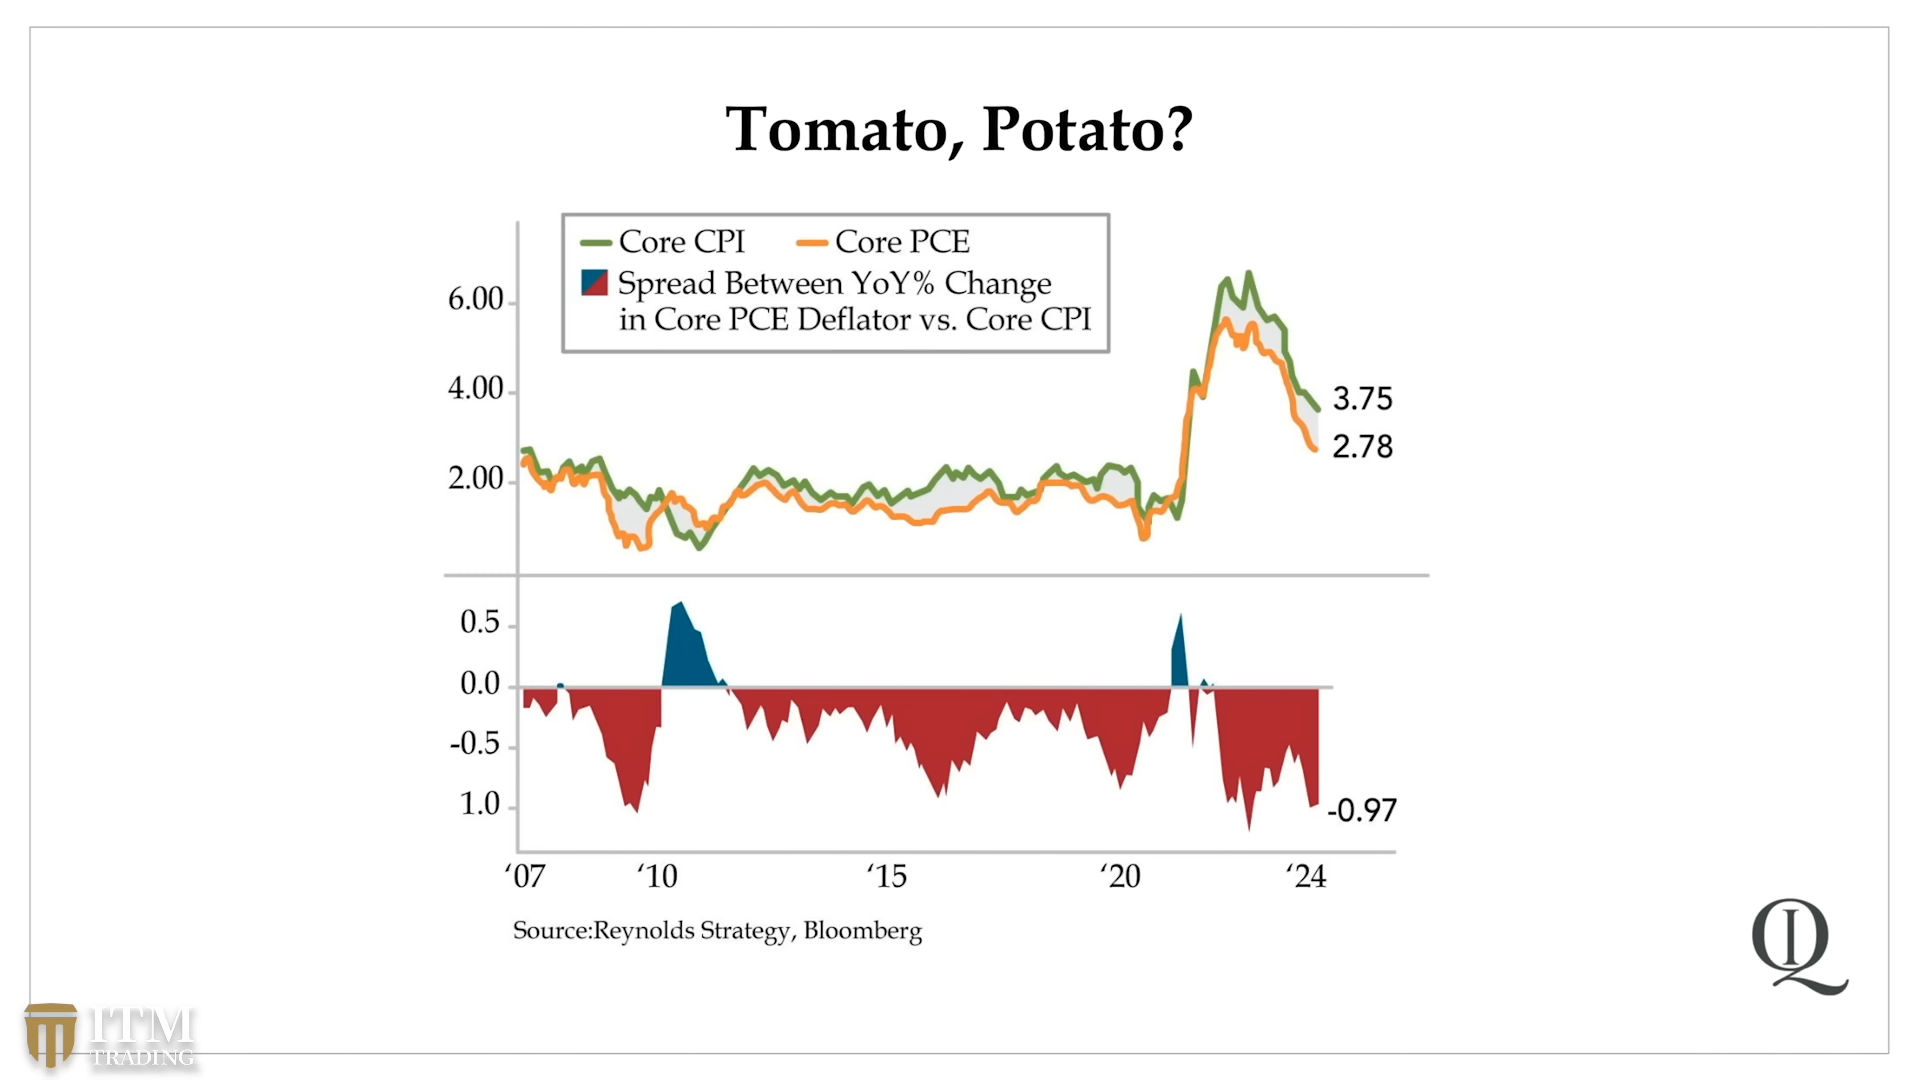 Tomato, Potato?
Core CPI Core PCE
Spread Between YoY% Change
in Core PCE Deflator vs. Core CPI
6.00
4.00
2.00
3.75
2.78
0.5
0.0
-0.5
1.0
-0.97
‘07 ‘10 ‘15 ‘20 ‘24
Source:Reynolds Strategy, Bloomberg
QI
ITM
TRADING